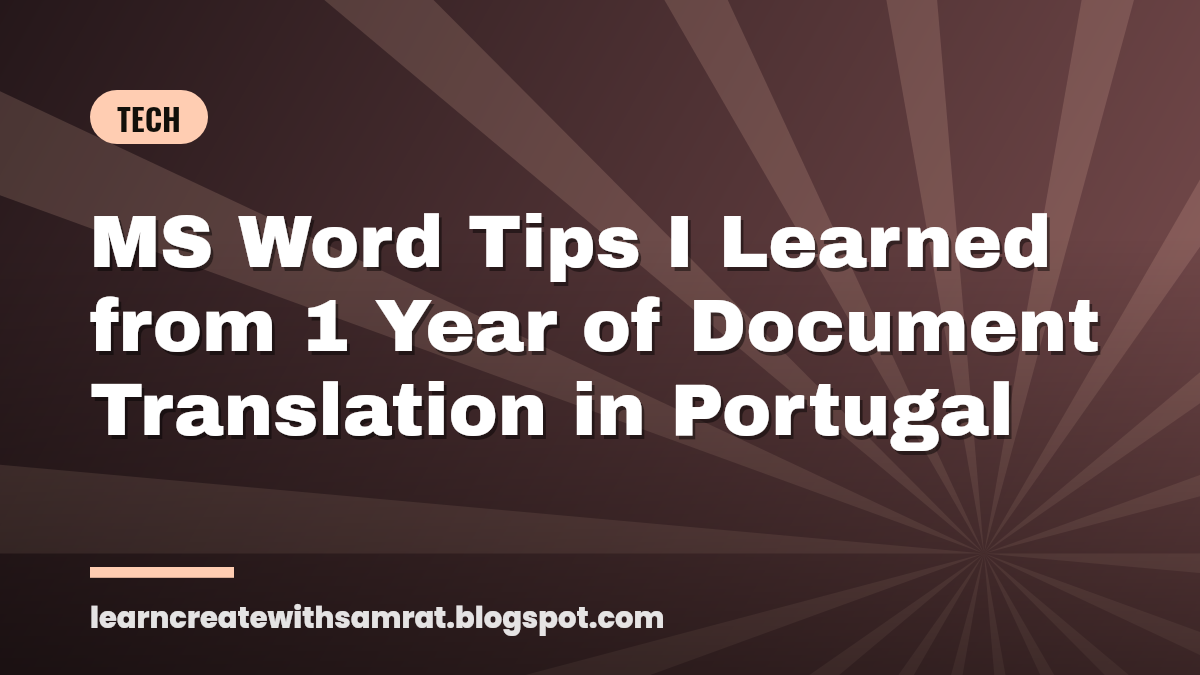 TECH
MS Word Tips I Learned
from 1 Year of Document
Translation in Portugal
learncreatewithsamrat.blogspot.com